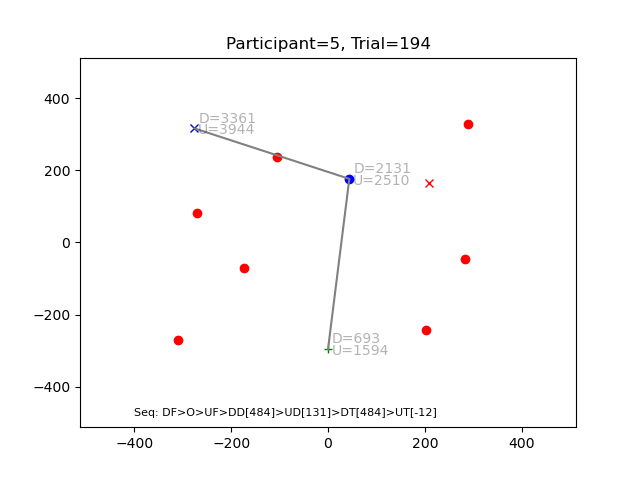 Participant=5, Trial=194
400
200
0
−200
−400
D=3361
U=3944
D=2131
U=2510
D=693
U=1594
Seq: DF>O>UF>DD[484]>UD[131]>DT[484]>UT[-12]
−400
−200
0
200
400